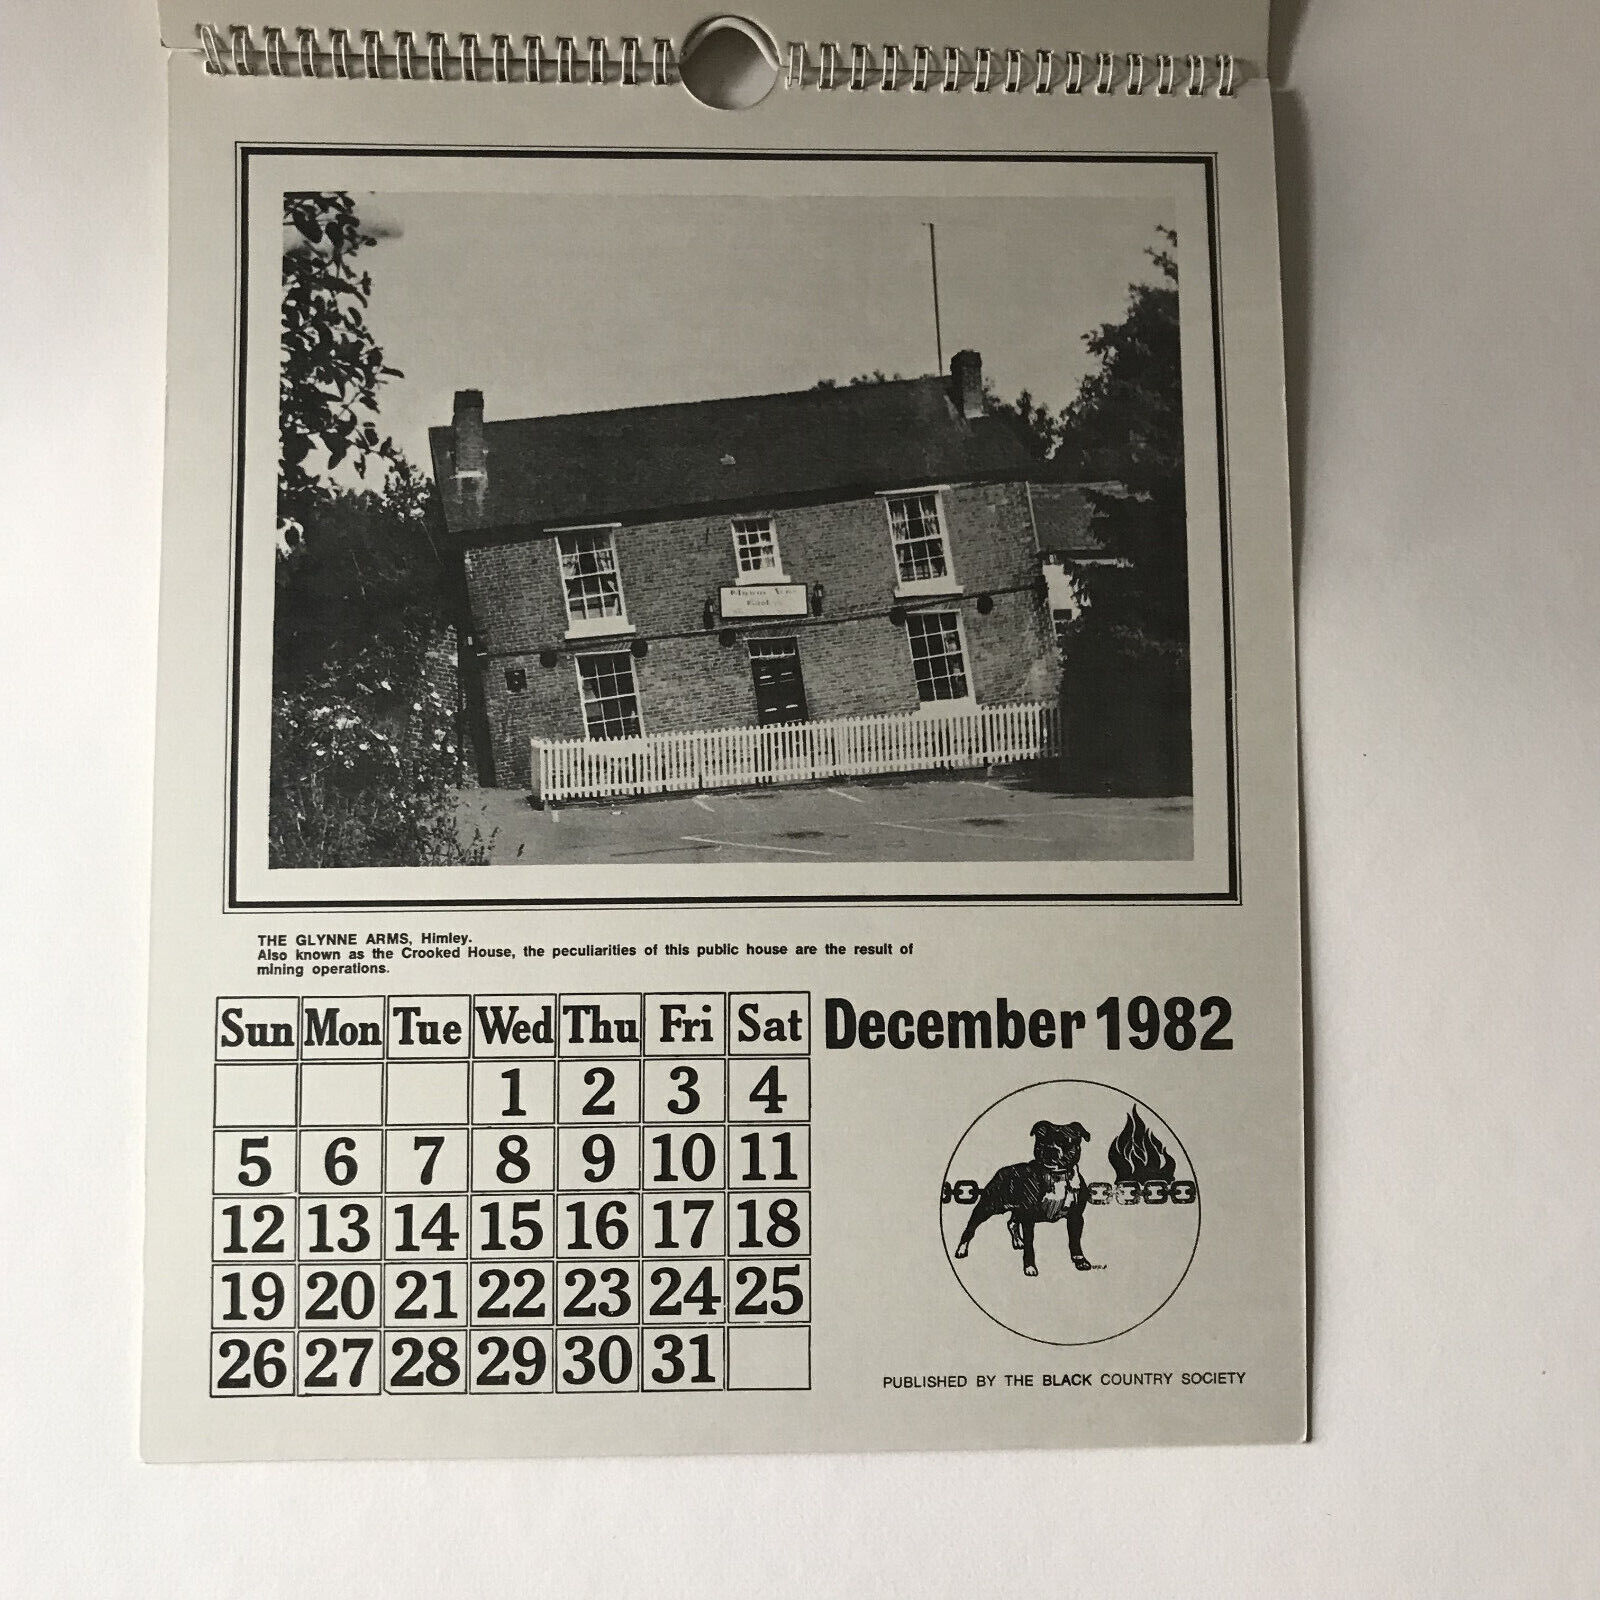 THE GLYNNE ARMS, Himley.
Also known as the Crooked House, the peculiarities of this public house are the result of
mining operations.
Sun Mon Tue Wed Thu Fri Sat
December 1982
1 2 3 4
5 6 7 8 9 10 11
12 13 14 15 16 17 18
19 20 21 22 23 24 25
26 27 28 29 30 31
PUBLISHED BY THE BLACK COUNTRY SOCIETY